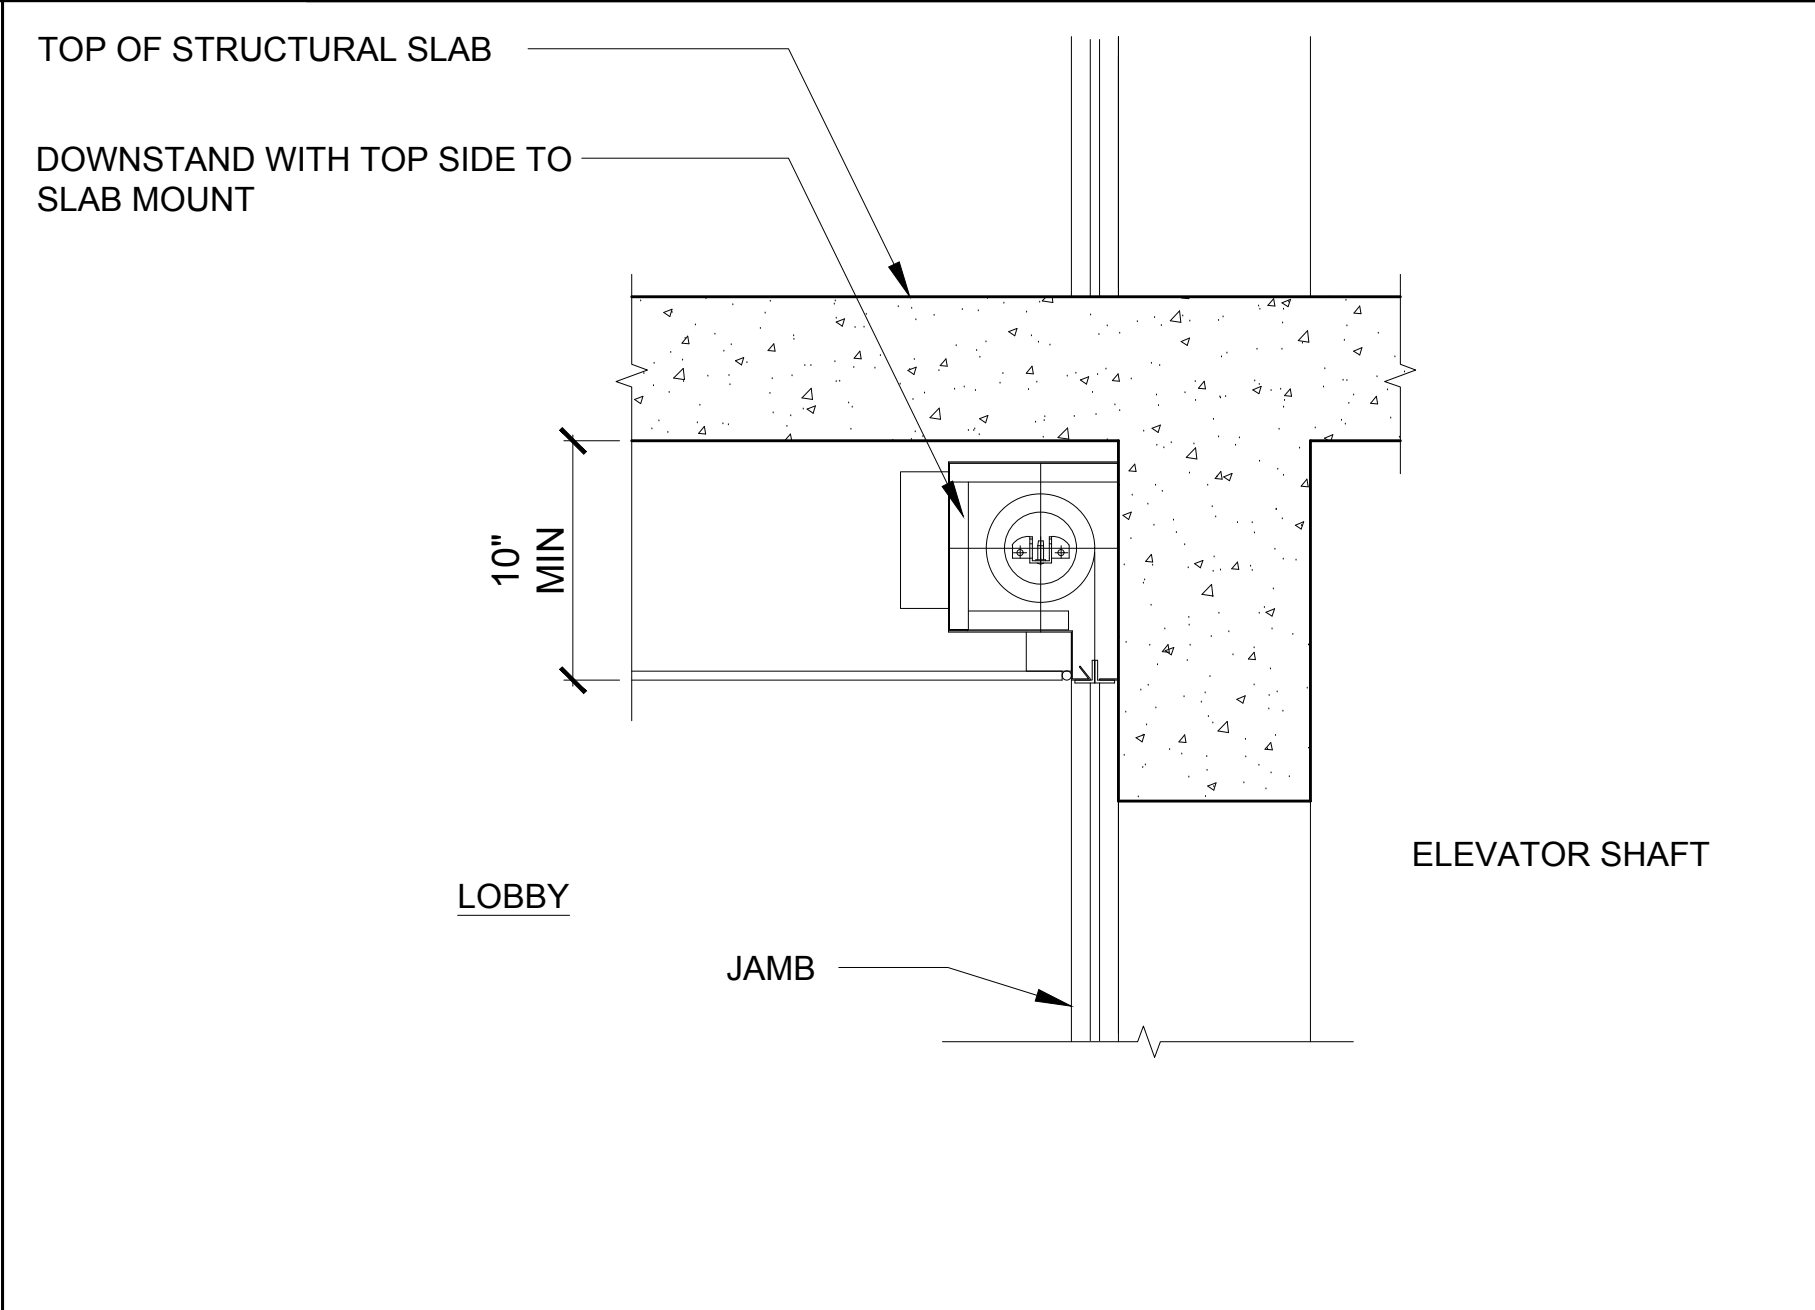 TOP OF STRUCTURAL SLAB
DOWNSTAND WITH TOP SIDE TO
SLAB MOUNT
10"
MIN
ELEVATOR SHAFT
LOBBY
JAMB